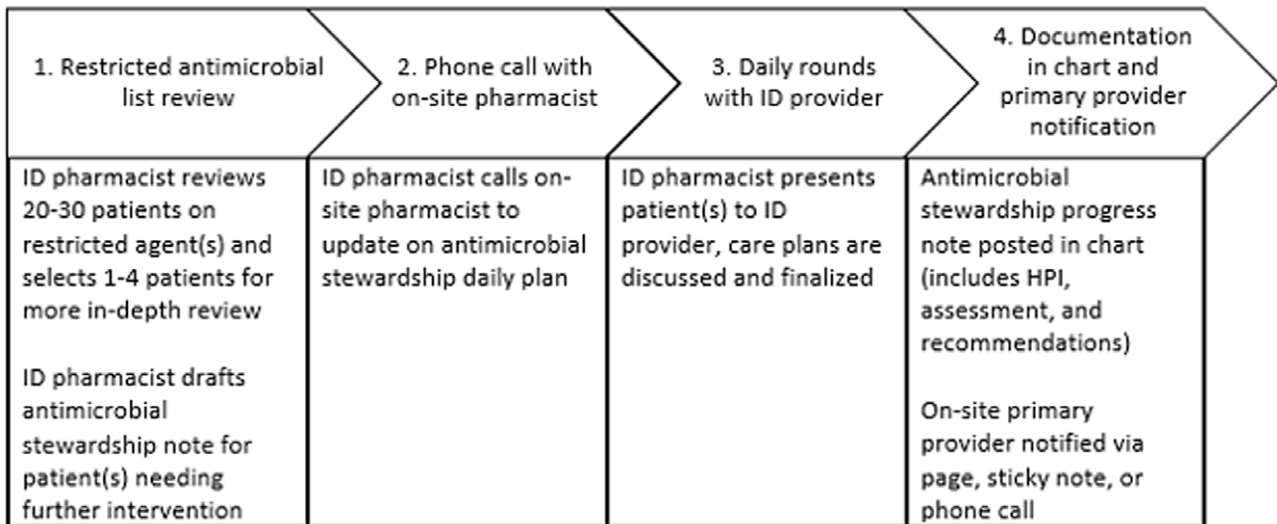 1. Restricted antimicrobial
list review
2. Phone call with
on-site pharmacist
3. Daily rounds
with ID provider
4. Documentation
in chart and
primary provider
notification
ID pharmacist reviews
20-30 patients on
restricted agent(s) and
selects 1-4 patients for
more in-depth review
ID pharmacist drafts
antimicrobial
stewardship note for
patient(s) needing
further intervention
ID pharmacist calls on-
site pharmacist to
update on antimicrobial
stewardship daily plan
ID pharmacist presents
patient(s) to ID
provider, care plans are
discussed and finalized
Antimicrobial
stewardship progress
note posted in chart
(includes HPI,
assessment, and
recommendations)
On-site primary
provider notified via
page, sticky note, or
phone call